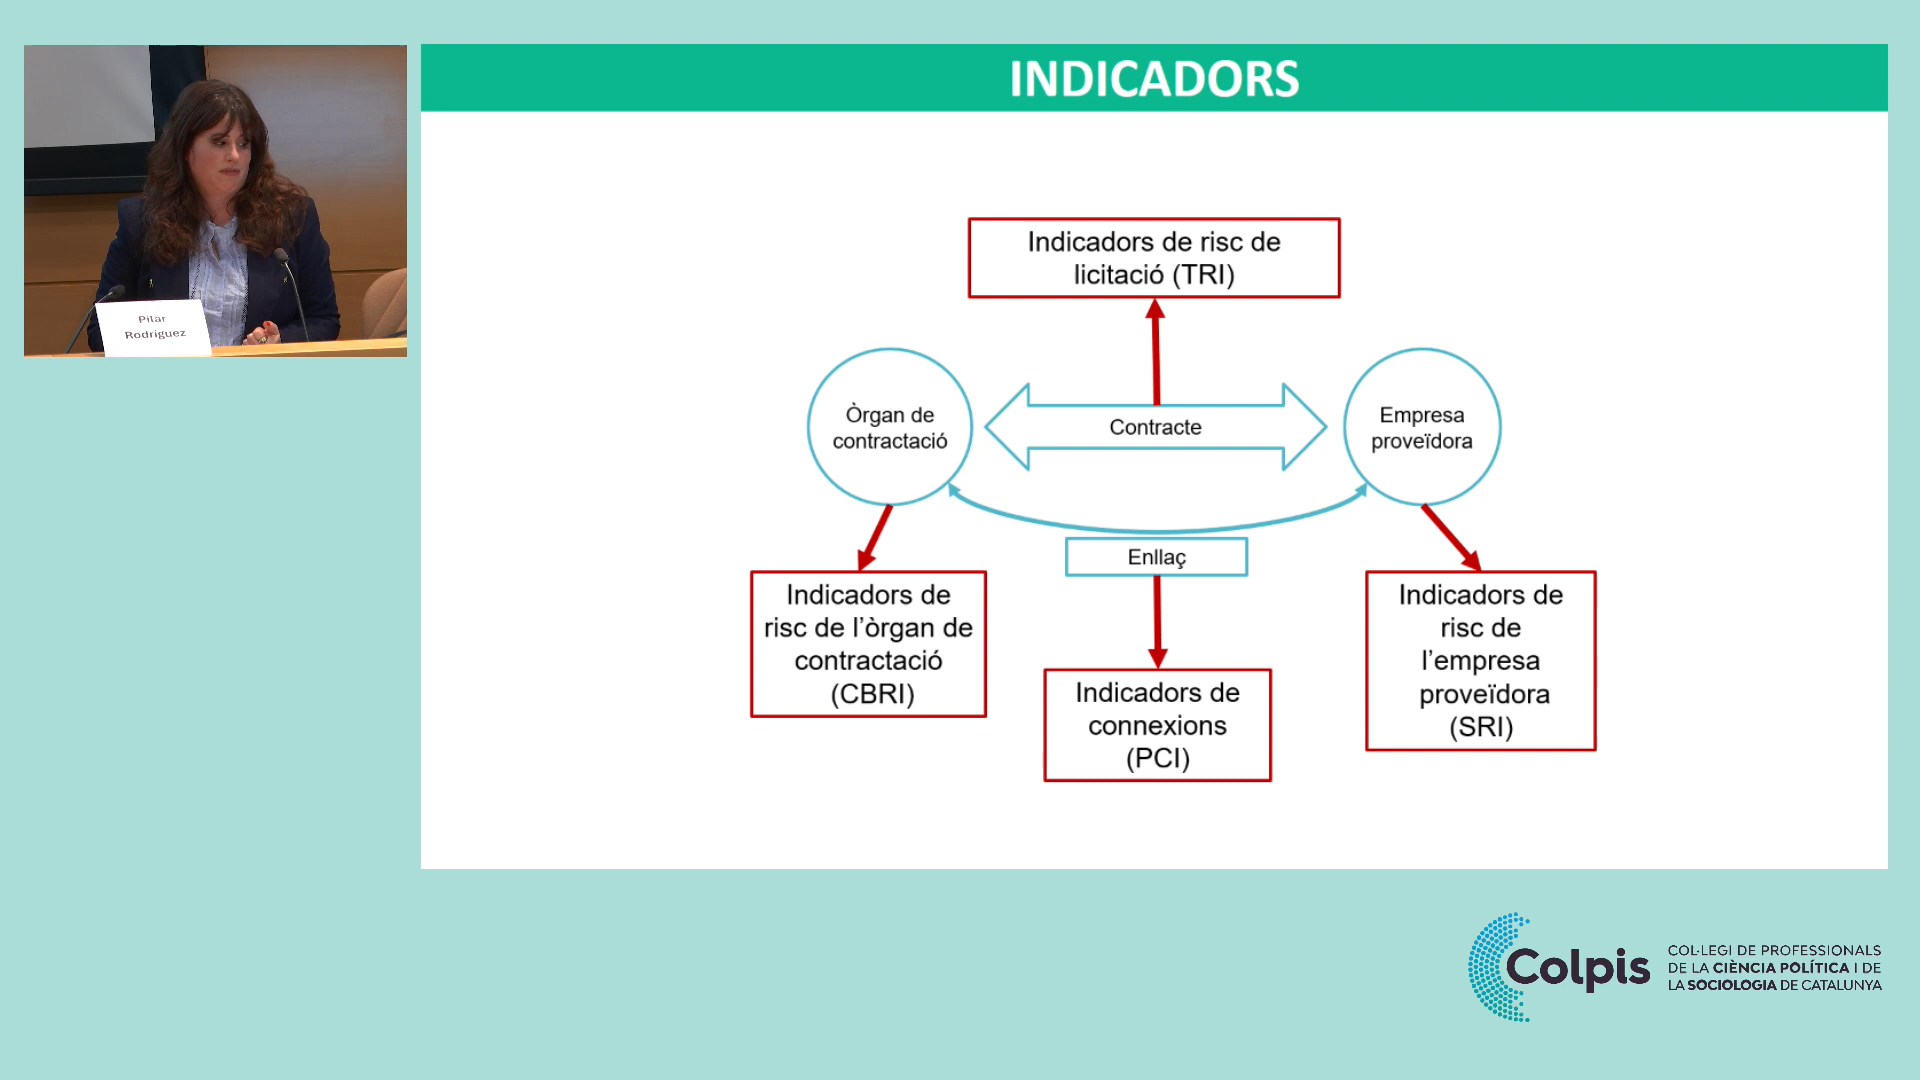 INDICADORS
Pilar
Rodríguez
Indicadors de risc de
licitació (TRI)
Òrgan de
contractació
Contracte
Empresa
proveïdora
Enllaç
Indicadors de
risc de l’òrgan de
contractació
(CBRI)
Indicadors de
connexions
(PCI)
Indicadors de
risc de
l’empresa
proveïdora
(SRI)
Colpis
COL·LEGI DE PROFESSIONALS
DE LA CIÈNCIA POLÍTICA I DE
LA SOCIOLOGIA DE CATALUNYA